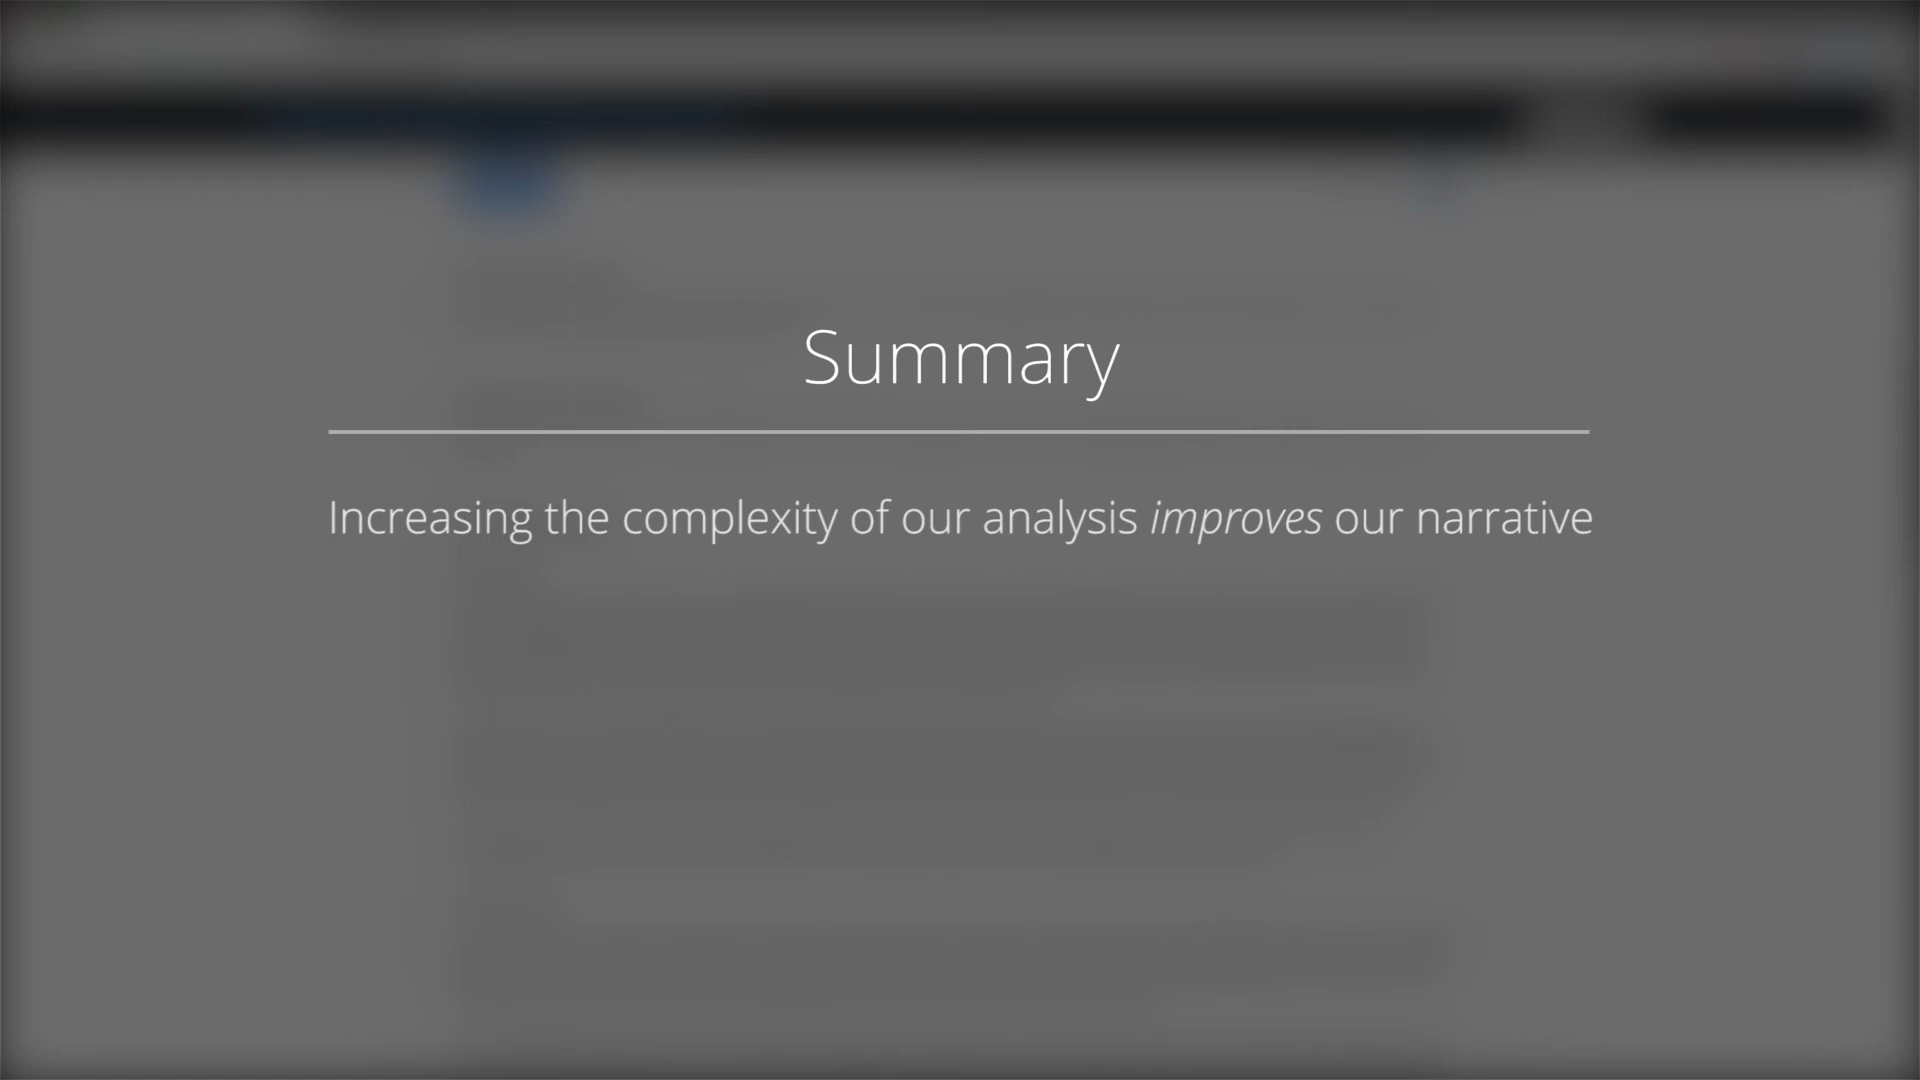 Summary
Increasing the complexity of our analysis improves our narrative